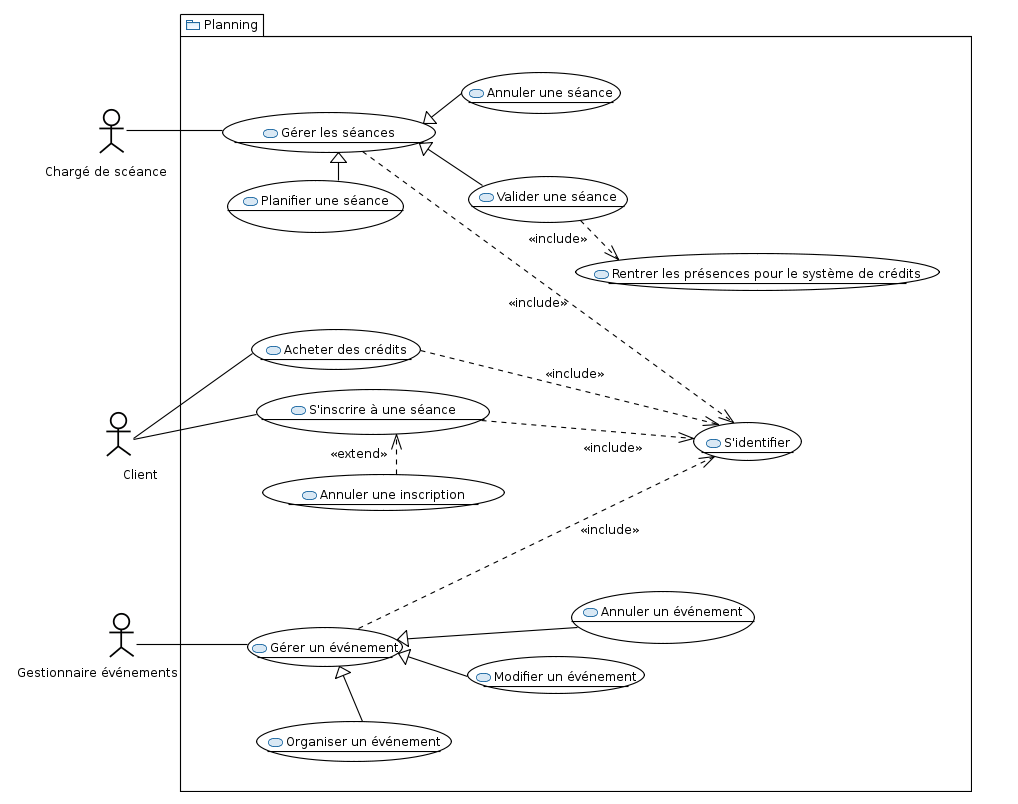 Planning
Annuler une séance
Gérer les séances
Chargé de scéance
Planifier une séance
Valider une séance
«include»
Rentrer les présences pour le système de crédits
«include»
Acheter des crédits
«include»
S'inscrire à une séance
S'identifier
«include»
«extend»
Client
Annuler une inscription
«include»
Annuler un événement
Gérer un événement
Gestionnaire événements
Modifier un événement
Organiser un événement